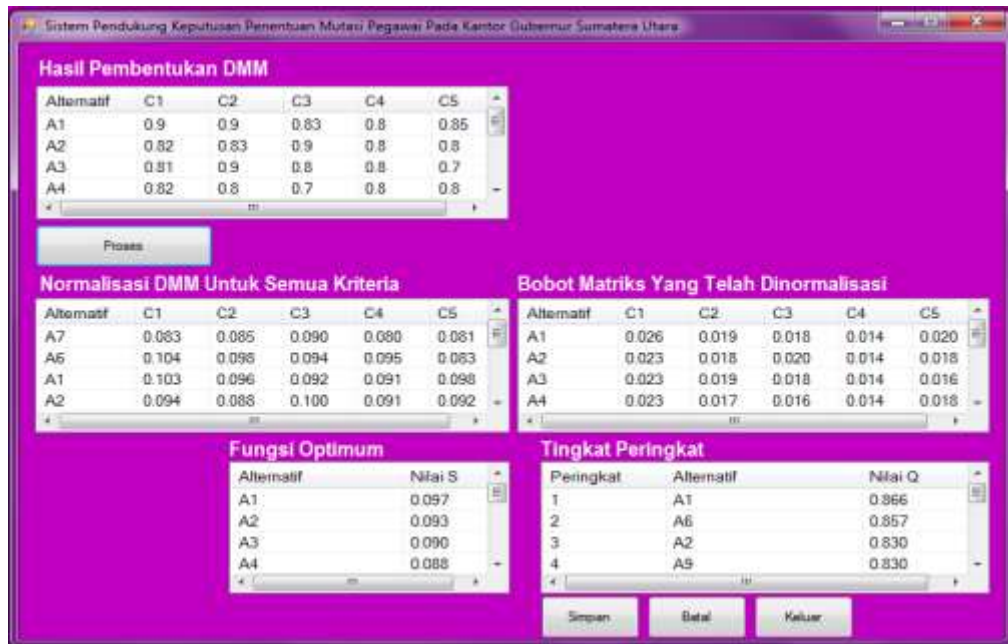 Sistem Pendukung Keputusan Penentuan Mutasi Pegawai Pada Kantor Gubernur Sumatera Utara
Hasil Pembentukan DMM
Alternatif C1 C2 C3 C4 C5
A1 0.9 0.9 0.83 0.8 0.85
A2 0.82 0.83 0.9 0.8 0.8
A3 0.81 0.9 0.8 0.8 0.7
A4 0.82 0.8 0.7 0.8 0.8
Proses
Normalisasi DMM Untuk Semua Kriteria
Alternatif C1 C2 C3 C4 C5
A7 0.083 0.085 0.090 0.080 0.081
A6 0.104 0.098 0.094 0.095 0.083
A1 0.103 0.096 0.092 0.091 0.098
A2 0.094 0.088 0.100 0.091 0.092
Bobot Matriks Yang Telah Dinormalisasi
Alternatif C1 C2 C3 C4 C5
A1 0.026 0.019 0.018 0.014 0.020
A2 0.023 0.018 0.020 0.014 0.018
A3 0.023 0.019 0.018 0.014 0.016
A4 0.023 0.017 0.016 0.014 0.018
Fungsi Optimum
Alternatif Nilai S
A1 0.097
A2 0.093
A3 0.090
A4 0.088
Tingkat Peringkat
Peringkat Alternatif Nilai Q
1 A1 0.866
2 A6 0.857
3 A2 0.830
4 A9 0.830
Simpan Batal Keluar